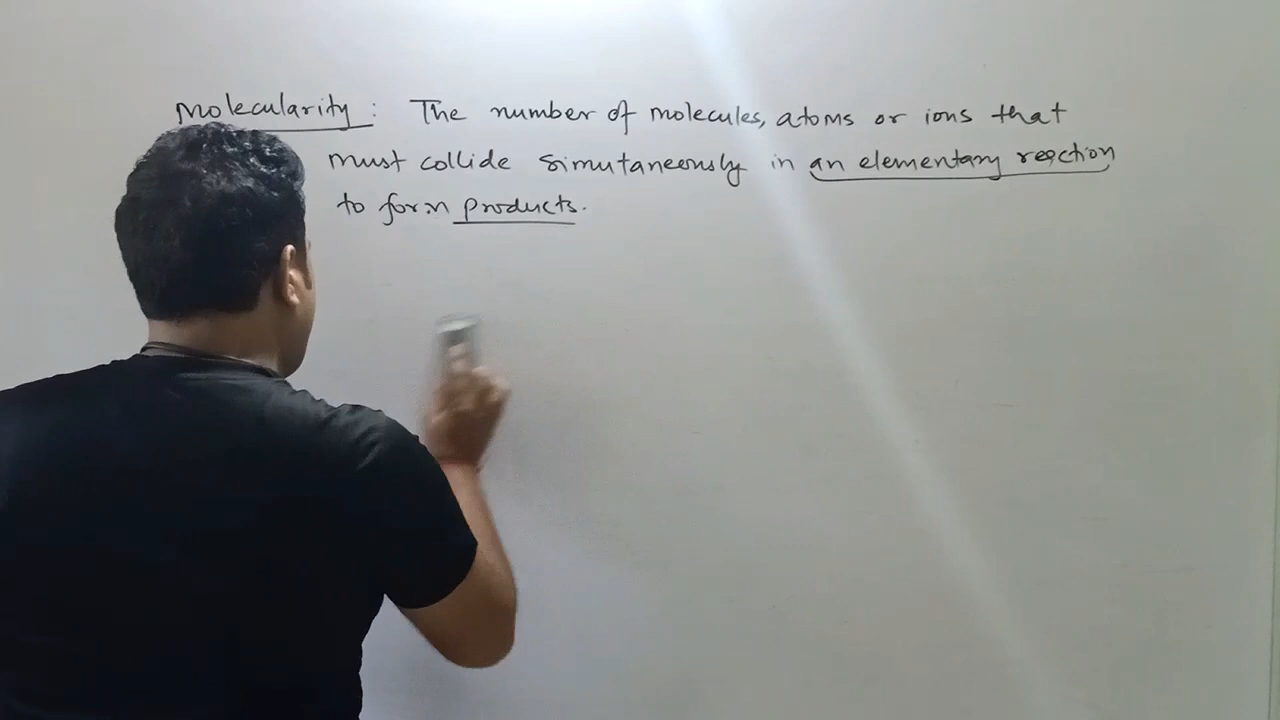 Molecularity : The number of molecules, atoms or ions that
must collide simutaneously in an elementary reaction
to form products.